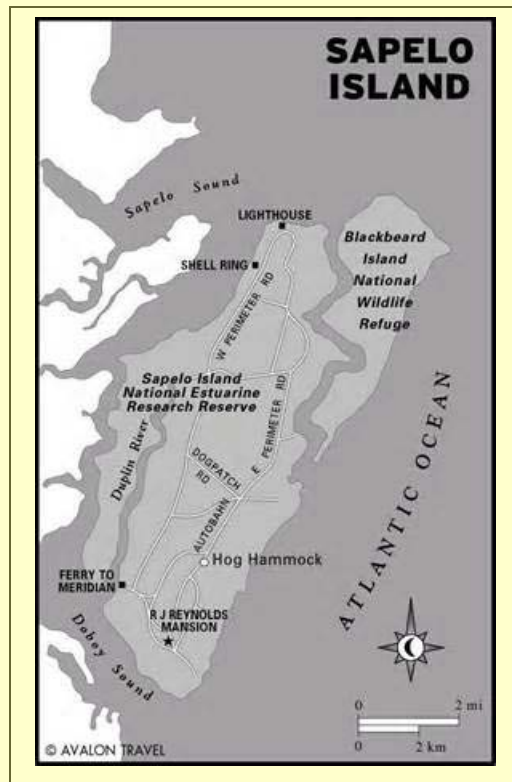 SAPELO
ISLAND
Sapelo Sound
LIGHTHOUSE
Blackbeard
Island
National
Wildlife
Refuge
SHELL RING
W PERIMETER RD
Sapelo Island
National Estuarine
Research Reserve
E PERIMETER RD
Duplin River
DOGPATCH
RD
AUTOBAHN
ATLANTIC OCEAN
Hog Hammock
FERRY TO
MERIDIAN
R J REYNOLDS
MANSION
Doboy Sound
0 2 mi
0 2 km
© AVALON TRAVEL